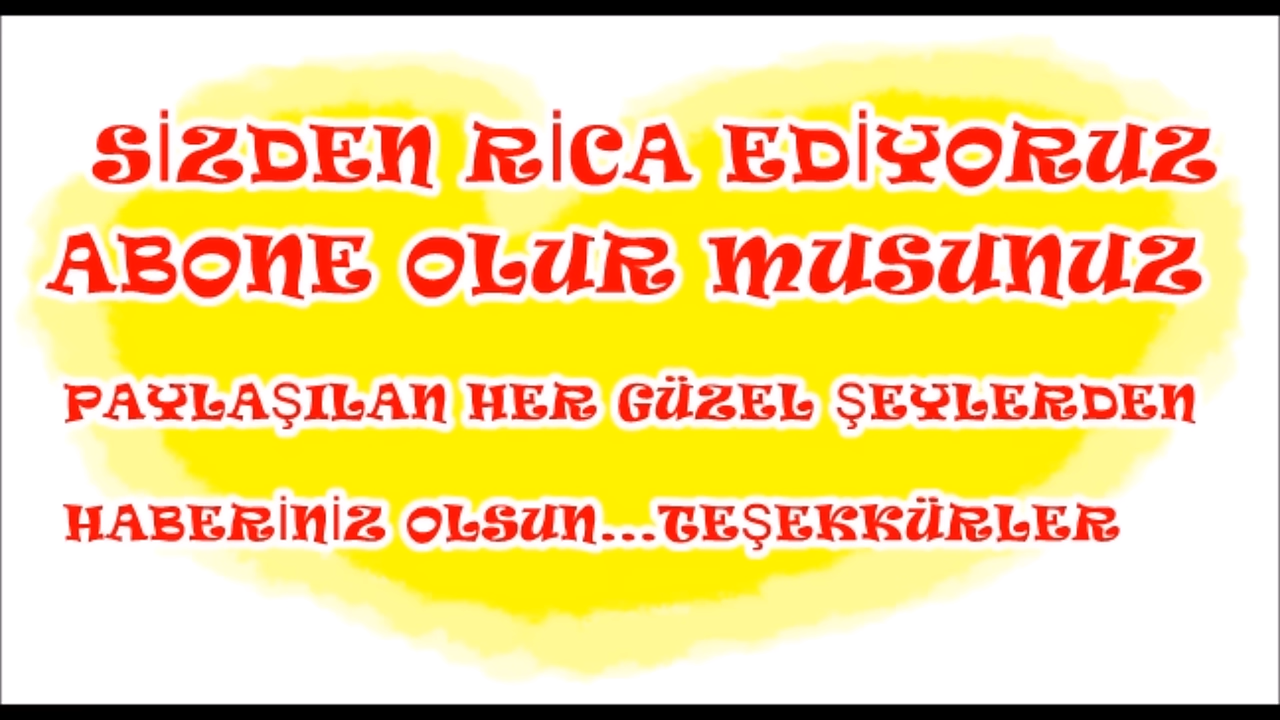 SİZDEN RİCA EDİYORUZ
ABONE OLUR MUSUNUZ
PAYLAŞILAN HER GÜZEL ŞEYLERDEN
HABERİNİZ OLSUN...TEŞEKKÜRLER